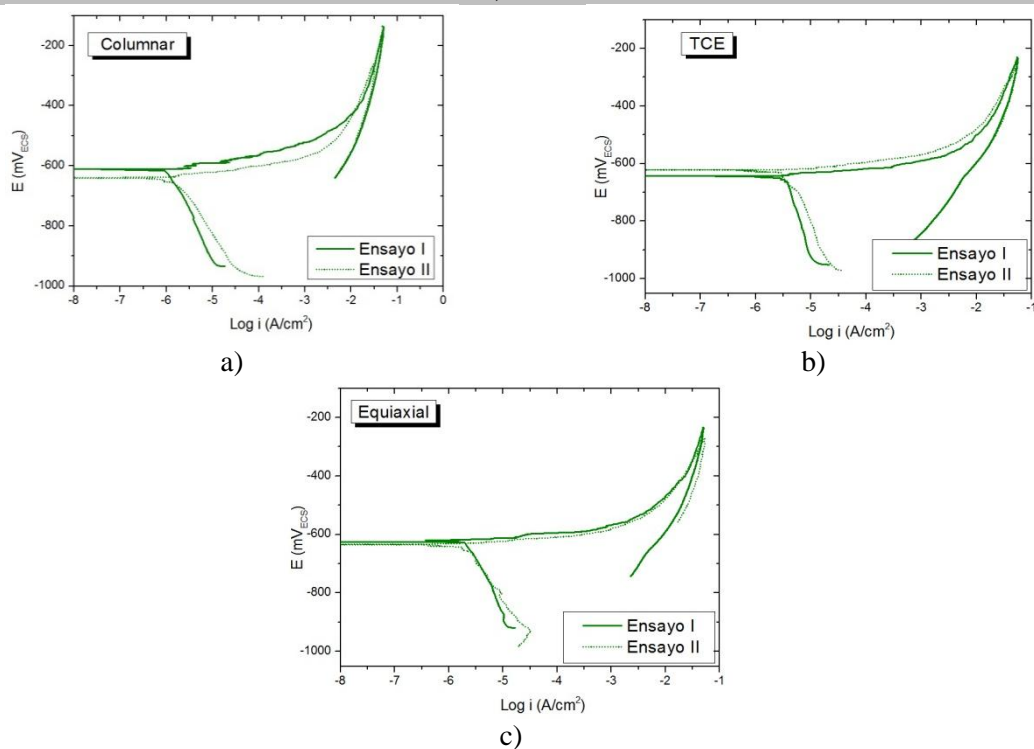 Columnar
-200
-400
-600
-800
-1000
E (mV_ECS)
Ensayo I
Ensayo II
-8 -7 -6 -5 -4 -3 -2 -1 0
Log i (A/cm²)
a)
TCE
-200
-400
-600
-800
-1000
E (mV_ECS)
Ensayo I
Ensayo II
-8 -7 -6 -5 -4 -3 -2 -1
Log i (A/cm²)
b)
Equiaxial
-200
-400
-600
-800
-1000
E (mV_ECS)
Ensayo I
Ensayo II
-8 -7 -6 -5 -4 -3 -2 -1
Log i (A/cm²)
c)